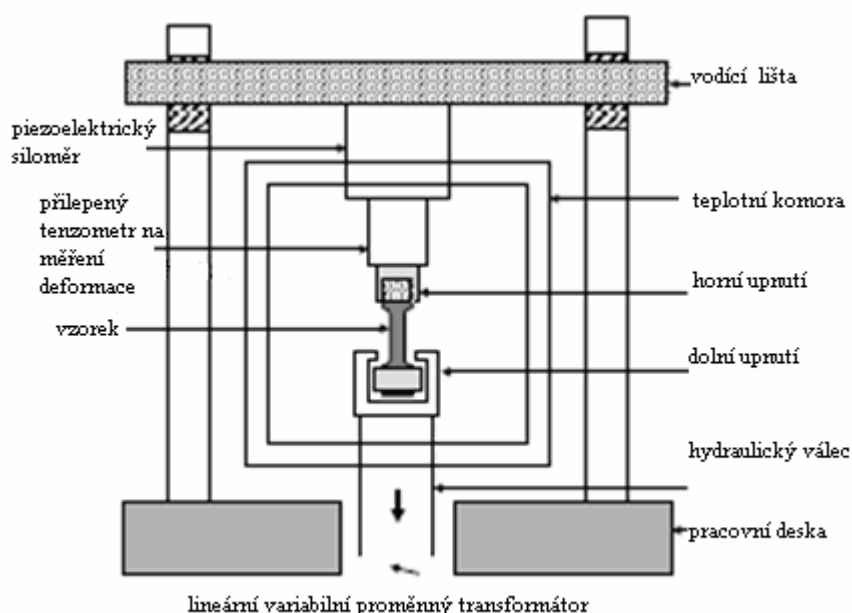 vodící lišta
piezoelektrický
siloměr
teplotní komora
přilepený
tenzometr na
měření
deformace
horní upnutí
vzorek
dolní upnutí
hydraulický válec
pracovní deska
lineární variabilní proměnný transformátor